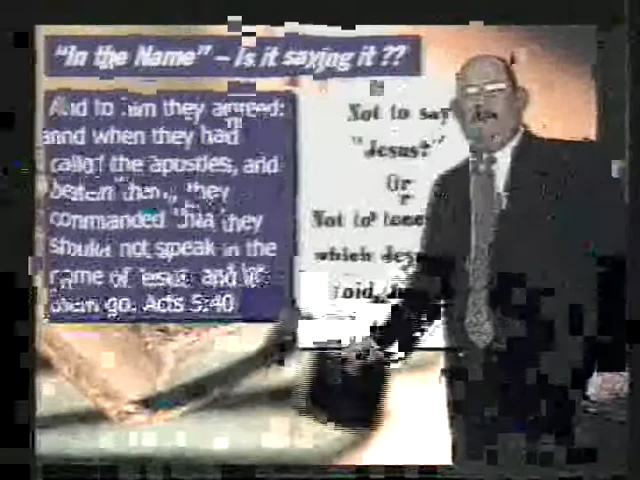 "In the Name" – Is it saying it ??
And to him they agreed:
and when they had
called the apostles, and
beaten them, they
commanded that they
should not speak in the
name of Jesus, and let
them go. Acts 5:40
Not to say
"Jesus?"
Or
Not to
which